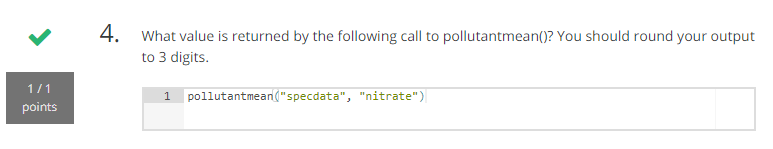 4. What value is returned by the following call to pollutantmean()? You should round your output
to 3 digits.
1 / 1
points
1 pollutantmean("specdata", "nitrate")